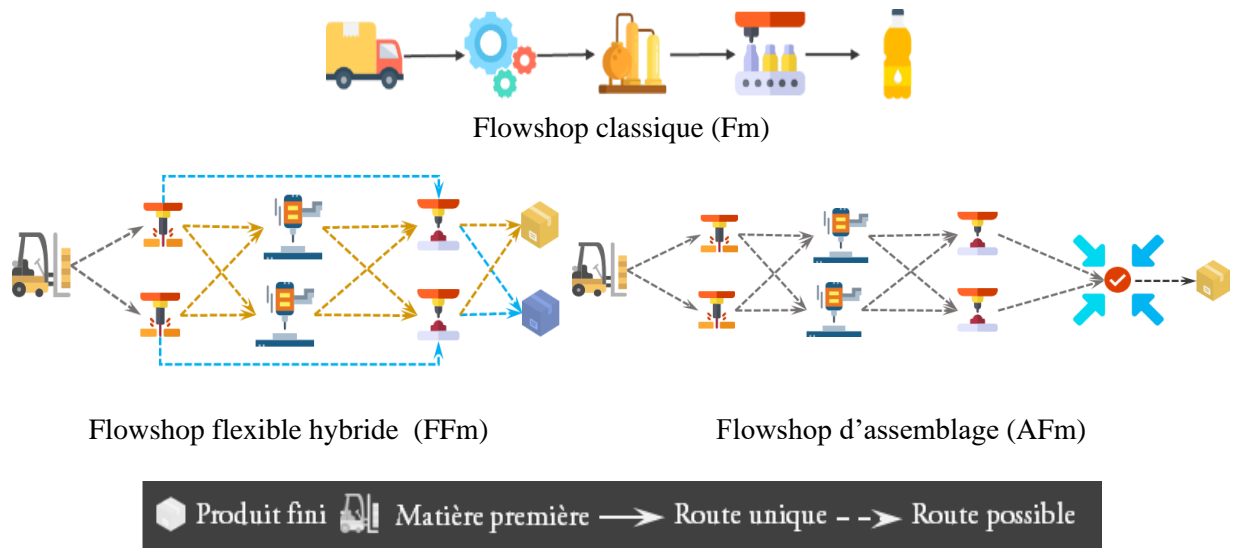 Flowshop classique (Fm)
Flowshop flexible hybride (FFm)
Flowshop d’assemblage (AFm)
Produit fini Matière première Route unique Route possible